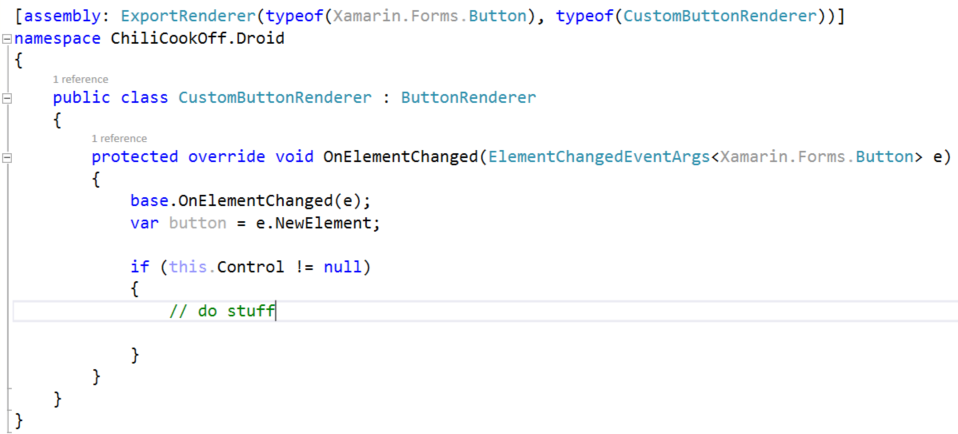 [assembly: ExportRenderer(typeof(Xamarin.Forms.Button), typeof(CustomButtonRenderer))]
namespace ChiliCookOff.Droid
{
1 reference
public class CustomButtonRenderer : ButtonRenderer
{
1 reference
protected override void OnElementChanged(ElementChangedEventArgs<Xamarin.Forms.Button> e)
{
base.OnElementChanged(e);
var button = e.NewElement;
if (this.Control != null)
{
// do stuff
}
}
}
}